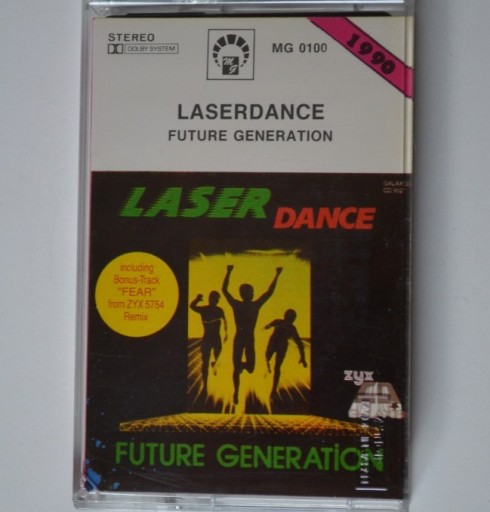 STEREO
DOLBY SYSTEM
MG 0100
1990
MG
LASERDANCE
FUTURE GENERATION
LASER DANCE
including
Bonus-Track
"FEAR"
from ZYX 5754
Remix
zyx
FUTURE GENERATiON